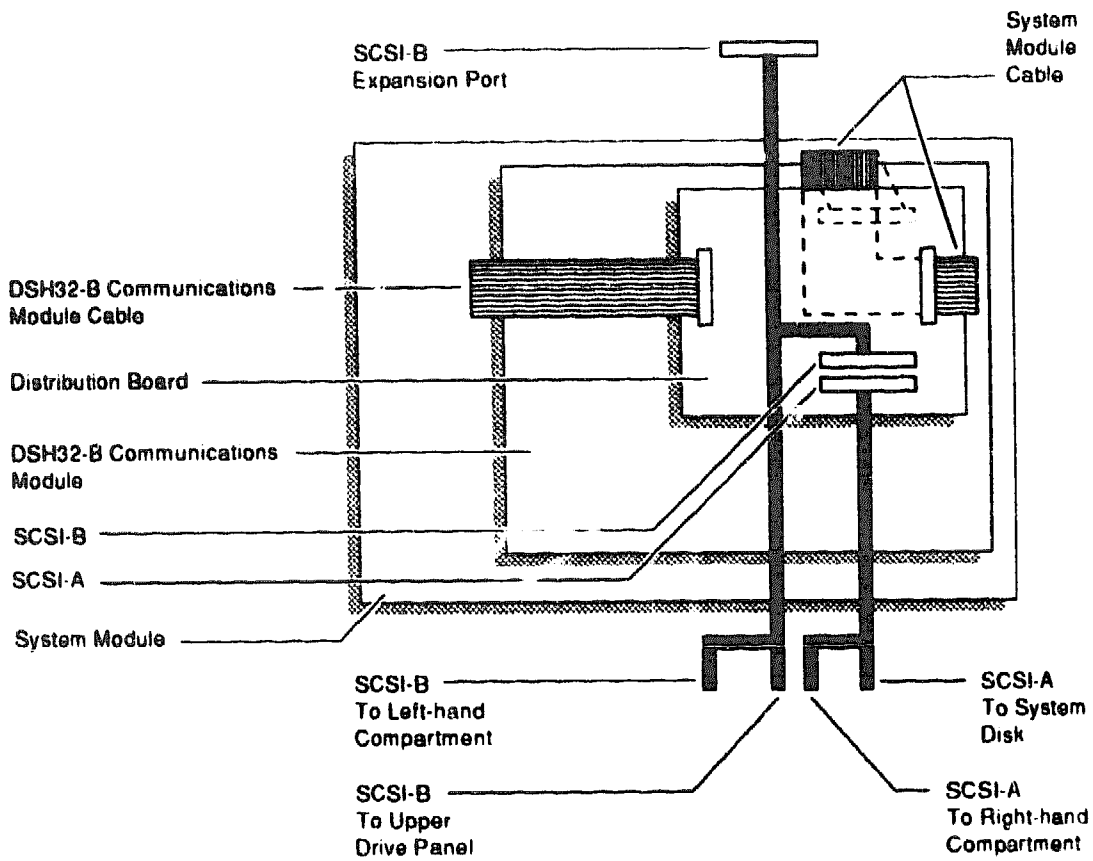 SCSI-B
Expansion Port
System
Module
Cable
DSH32-B Communications
Module Cable
Distribution Board
DSH32-B Communications
Module
SCSI-B
SCSI-A
System Module
SCSI-B
To Left-hand
Compartment
SCSI-A
To System
Disk
SCSI-B
To Upper
Drive Panel
SCSI-A
To Right-hand
Compartment